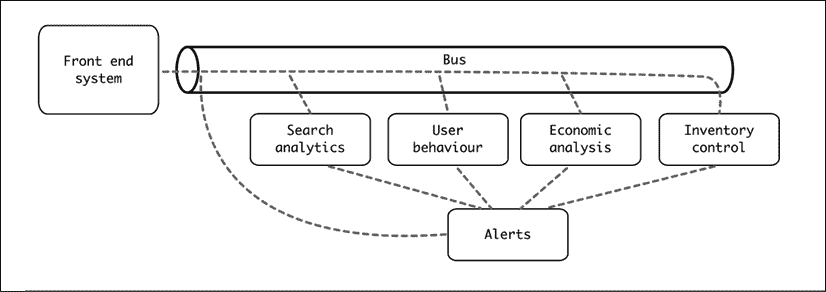 Front end
system
Bus
Search
analytics
User
behaviour
Economic
analysis
Inventory
control
Alerts